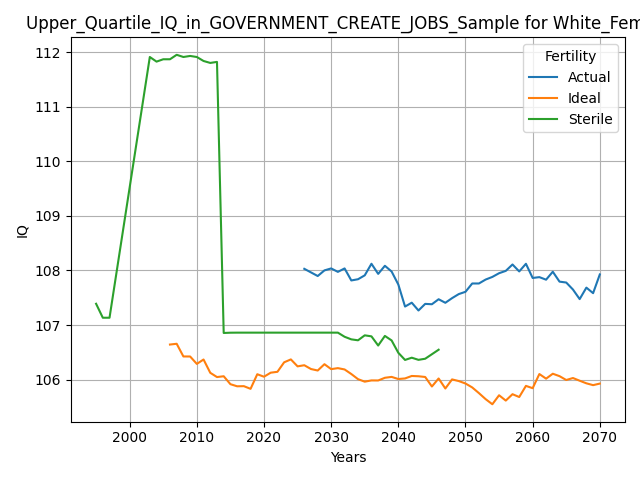 Upper_Quartile_IQ_in_GOVERNMENT_CREATE_JOBS_Sample for White_Fem
112
111
110
109
108
107
106
IQ
Fertility
Actual
Ideal
Sterile
2000 2010 2020 2030 2040 2050 2060 2070
Years